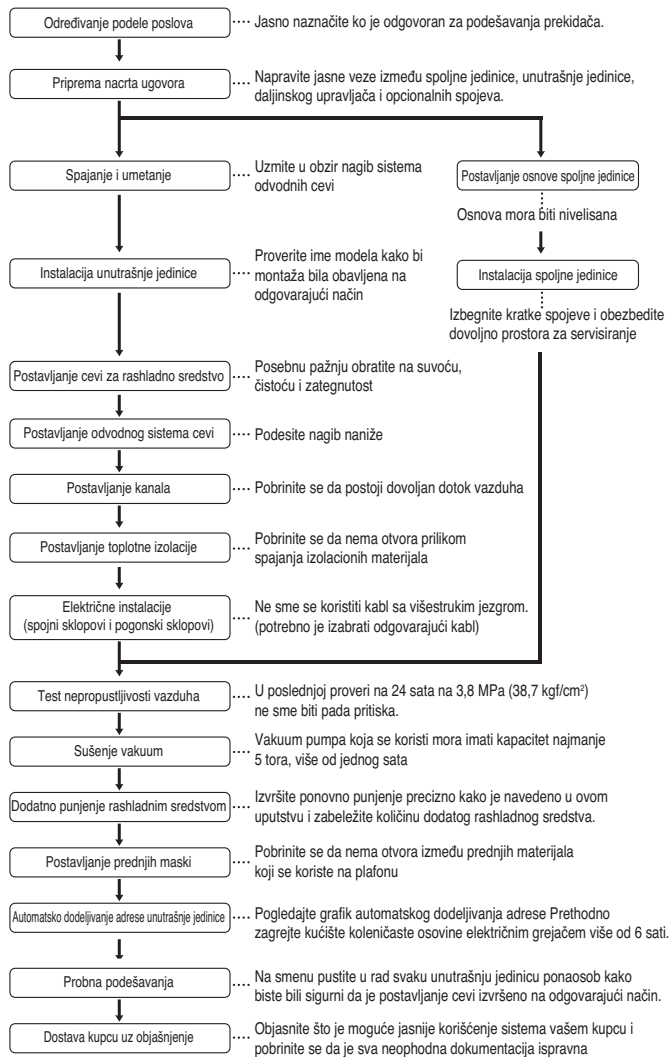 Određivanje podele poslova
Jasno naznačite ko je odgovoran za podešavanja prekidača.
Priprema nacrta ugovora
Napravite jasne veze između spoljne jedinice, unutrašnje jedinice,
daljinskog upravljača i opcionalnih spojeva.
Spajanje i umetanje
Uzmite u obzir nagib sistema
odvodnih cevi
Postavljanje osnove spoljne jedinice
Osnova mora biti nivelisana
Instalacija unutrašnje jedinice
Proverite ime modela kako bi
montaža bila obavljena na
odgovarajući način
Instalacija spoljne jedinice
Izbegnite kratke spojeve i obezbedite
dovoljno prostora za servisiranje
Postavljanje cevi za rashladno sredstvo
Posebnu pažnju obratite na suvoću,
čistoću i zategnutost
Postavljanje odvodnog sistema cevi
Podesite nagib naniže
Postavljanje kanala
Pobrinite se da postoji dovoljan dotok vazduha
Postavljanje toplotne izolacije
Pobrinite se da nema otvora prilikom
spajanja izolacionih materijala
Električne instalacije
(spojni sklopovi i pogonski sklopovi)
Ne sme se koristiti kabl sa višestrukim jezgrom.
(potrebno je izabrati odgovarajući kabl)
Test nepropustljivosti vazduha
U poslednjoj proveri na 24 sata na 3,8 MPa (38,7 kgf/cm²)
ne sme biti pada pritiska.
Sušenje vakuum
Vakuum pumpa koja se koristi mora imati kapacitet najmanje
5 tora, više od jednog sata
Dodatno punjenje rashladnim sredstvom
Izvršite ponovno punjenje precizno kako je navedeno u ovom
uputstvu i zabeležite količinu dodatog rashladnog sredstva.
Postavljanje prednjih maski
Pobrinite se da nema otvora između prednjih materijala
koji se koriste na plafonu
Automatsko dodeljivanje adrese unutrašnje jedinice
Pogledajte grafik automatskog dodeljivanja adrese Prethodno
zagrejte kućište koleničaste osovine električnim grejačem više od 6 sati.
Probna podešavanja
Na smenu pustite u rad svaku unutrašnju jedinicu ponaosob kako
biste bili sigurni da je postavljanje cevi izvršeno na odgovarajući način.
Dostava kupcu uz objašnjenje
Objasnite što je moguće jasnije korišćenje sistema vašem kupcu i
pobrinite se da je sva neophodna dokumentacija ispravna